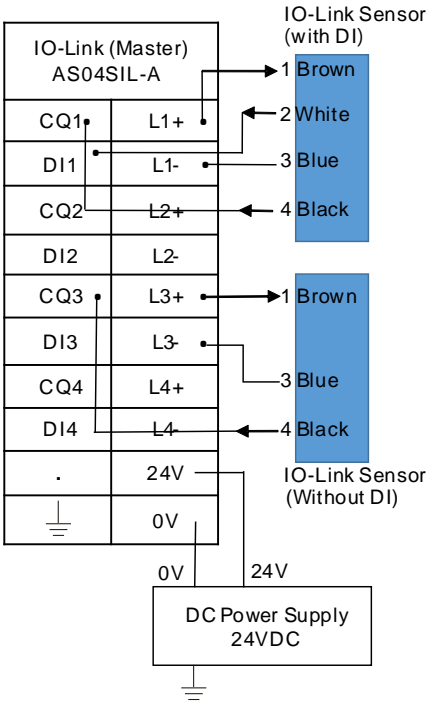 IO-Link Sensor
(with DI)
IO-Link (Master)
AS04SIL-A
1 Brown
CQ1 L1+
2 White
DI1 L1-
3 Blue
CQ2 L2+
4 Black
DI2 L2-
CQ3 L3+
1 Brown
DI3 L3-
3 Blue
CQ4 L4+
DI4 L4-
4 Black
. 24V
IO-Link Sensor
(Without DI)
0V
0V 24V
DC Power Supply
24VDC